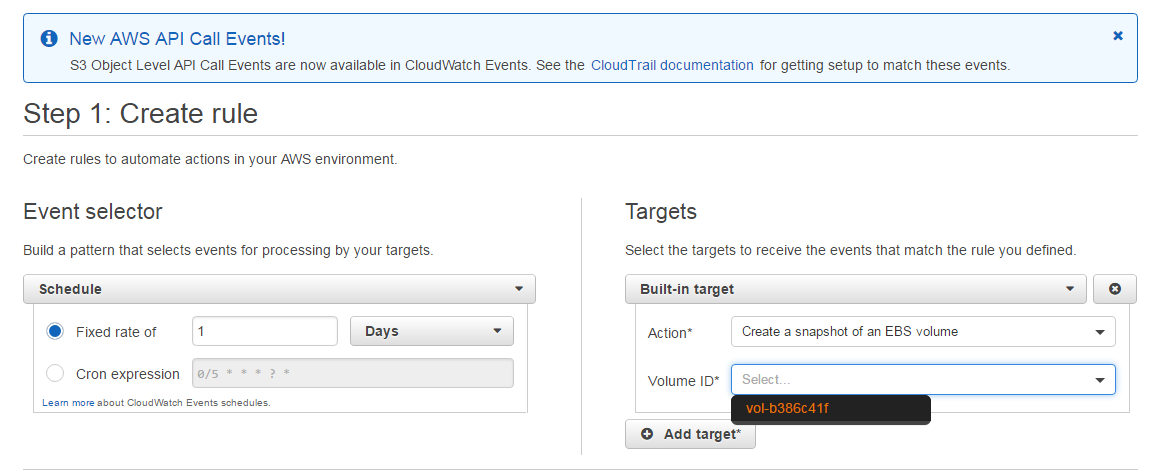 New AWS API Call Events!
S3 Object Level API Call Events are now available in CloudWatch Events. See the CloudTrail documentation for getting setup to match these events.
Step 1: Create rule
Create rules to automate actions in your AWS environment.
Event selector
Build a pattern that selects events for processing by your targets.
Schedule
Fixed rate of 1 Days
Cron expression 0/5 * * * ? *
Learn more about CloudWatch Events schedules.
Targets
Select the targets to receive the events that match the rule you defined.
Built-in target
Action* Create a snapshot of an EBS volume
Volume ID* Select...
vol-b386c41f
Add target*